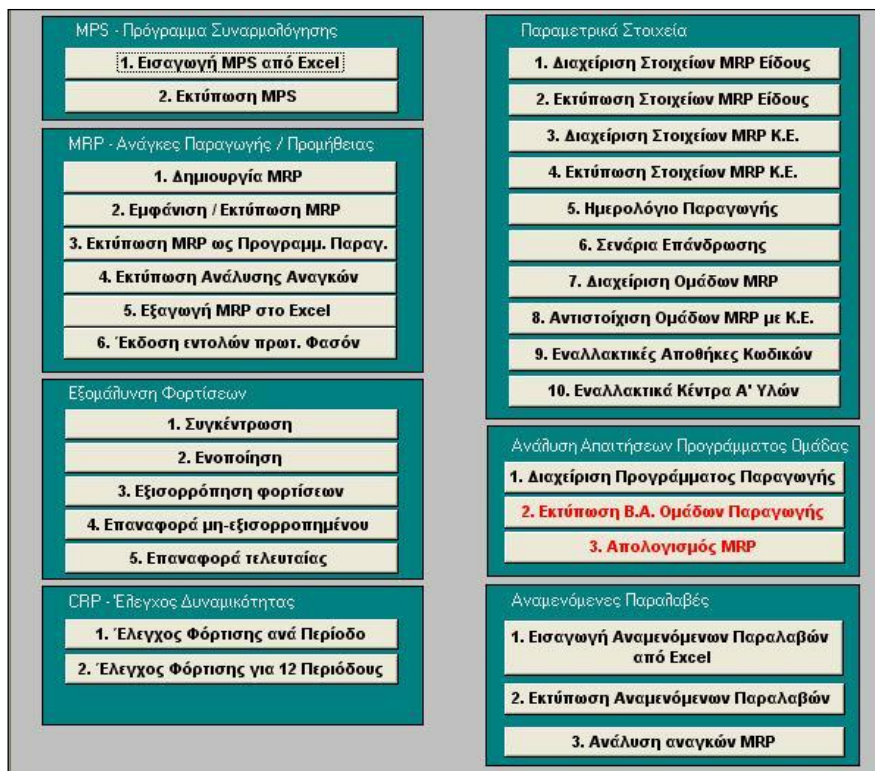 MPS - Πρόγραμμα Συναρμολόγησης
1. Εισαγωγή MPS από Excel
2. Εκτύπωση MPS
MRP - Ανάγκες Παραγωγής / Προμήθειας
1. Δημιουργία MRP
2. Εμφάνιση / Εκτύπωση MRP
3. Εκτύπωση MRP ως Προγραμμ. Παραγ.
4. Εκτύπωση Ανάλυσης Αναγκών
5. Εξαγωγή MRP στο Excel
6. Έκδοση εντολών πρωτ. Φασόν
Εξομάλυνση Φορτίσεων
1. Συγκέντρωση
2. Ενοποίηση
3. Εξισορρόπηση φορτίσεων
4. Επαναφορά μη-εξισορροπημένου
5. Επαναφορά τελευταίας
CRP - Έλεγχος Δυναμικότητας
1. Έλεγχος Φόρτισης ανά Περίοδο
2. Έλεγχος Φόρτισης για 12 Περιόδους
Παραμετρικά Στοιχεία
1. Διαχείριση Στοιχείων MRP Είδους
2. Εκτύπωση Στοιχείων MRP Είδους
3. Διαχείριση Στοιχείων MRP Κ.Ε.
4. Εκτύπωση Στοιχείων MRP Κ.Ε.
5. Ημερολόγιο Παραγωγής
6. Σενάρια Επάνδρωσης
7. Διαχείριση Ομάδων MRP
8. Αντιστοίχιση Ομάδων MRP με Κ.Ε.
9. Εναλλακτικές Αποθήκες Κωδικών
10. Εναλλακτικά Κέντρα Α' Υλών
Ανάλυση Απαιτήσεων Προγράμματος Ομάδας
1. Διαχείριση Προγράμματος Παραγωγής
2. Εκτύπωση Β.Α. Ομάδων Παραγωγής
3. Απολογισμός MRP
Αναμενόμενες Παραλαβές
1. Εισαγωγή Αναμενόμενων Παραλαβών
από Excel
2. Εκτύπωση Αναμενόμενων Παραλαβών
3. Ανάλυση αναγκών MRP